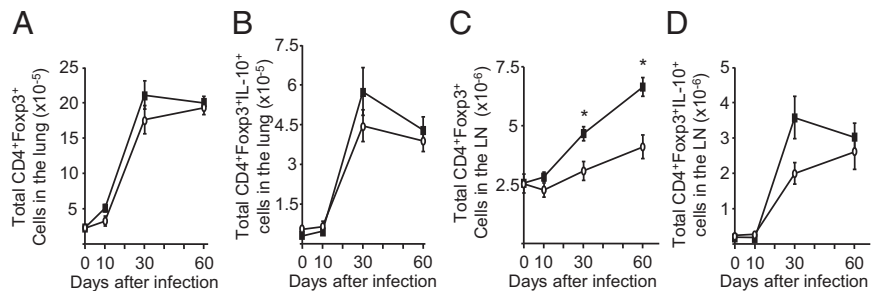 A
Total CD4⁺Foxp3⁺
Cells in the lung (x10⁻⁵)
25
20
15
10
5
0 10 30 60
Days after infection
B
Total CD4⁺Foxp3⁺IL-10⁺
cells in the lung (x10⁻⁵)
7.5
6
4.5
3
1.5
0 10 30 60
Days after infection
C
Total CD4⁺Foxp3⁺
Cells in the LN (x10⁻⁶)
* *
7.5
5
2.5
0
0 10 30 60
Days after infection
D
Total CD4⁺Foxp3⁺IL-10⁺
cells in the LN (x10⁻⁶)
5
4
3
2
1
0 10 30 60
Days after infection